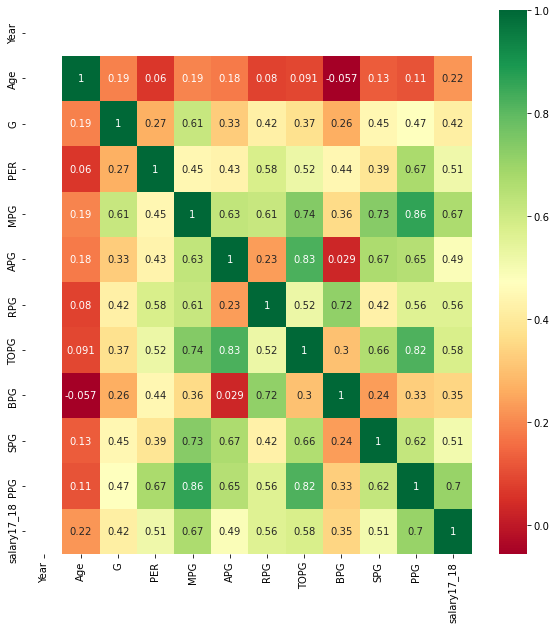 Year
Age 1 0.19 0.06 0.19 0.18 0.08 0.091 -0.057 0.13 0.11 0.22
G 0.19 1 0.27 0.61 0.33 0.42 0.37 0.26 0.45 0.47 0.42
PER 0.06 0.27 1 0.45 0.43 0.58 0.52 0.44 0.39 0.67 0.51
MPG 0.19 0.61 0.45 1 0.63 0.61 0.74 0.36 0.73 0.86 0.67
APG 0.18 0.33 0.43 0.63 1 0.23 0.83 0.029 0.67 0.65 0.49
RPG 0.08 0.42 0.58 0.61 0.23 1 0.52 0.72 0.42 0.56 0.56
TOPG 0.091 0.37 0.52 0.74 0.83 0.52 1 0.3 0.66 0.82 0.58
BPG -0.057 0.26 0.44 0.36 0.029 0.72 0.3 1 0.24 0.33 0.35
SPG 0.13 0.45 0.39 0.73 0.67 0.42 0.66 0.24 1 0.62 0.51
PPG 0.11 0.47 0.67 0.86 0.65 0.56 0.82 0.33 0.62 1 0.7
salary17_18 0.22 0.42 0.51 0.67 0.49 0.56 0.58 0.35 0.51 0.7 1
Year Age G PER MPG APG RPG TOPG BPG SPG PPG salary17_18
1.0
0.8
0.6
0.4
0.2
0.0